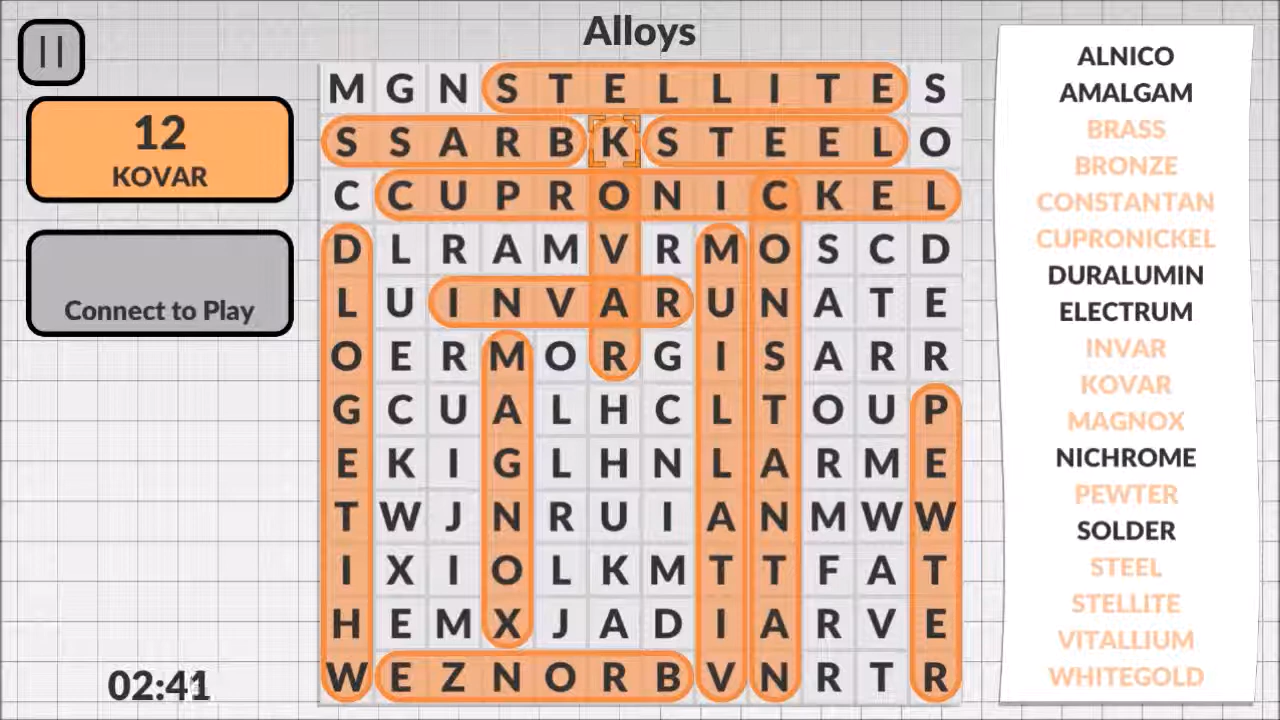 Alloys
12
KOVAR
Connect to Play
02:41
M G N S T E L L I T E S
S S A R B K S T E E L O
C C U P R O N I C K E L
D L R A M V R M O S C D
L U I N V A R U N A T E
O E R M O R G I S A R R
G C U A L H C L T O U P
E K I G L H N L A R M E
T W J N R U I A N M W W
I X I O L K M T T F A T
H E M X J A D I A R V E
W E Z N O R B V N R T R
ALNICO
AMALGAM
BRASS
BRONZE
CONSTANTAN
CUPRONICKEL
DURALUMIN
ELECTRUM
INVAR
KOVAR
MAGNOX
NICHROME
PEWTER
SOLDER
STEEL
STELLITE
VITALLIUM
WHITEGOLD